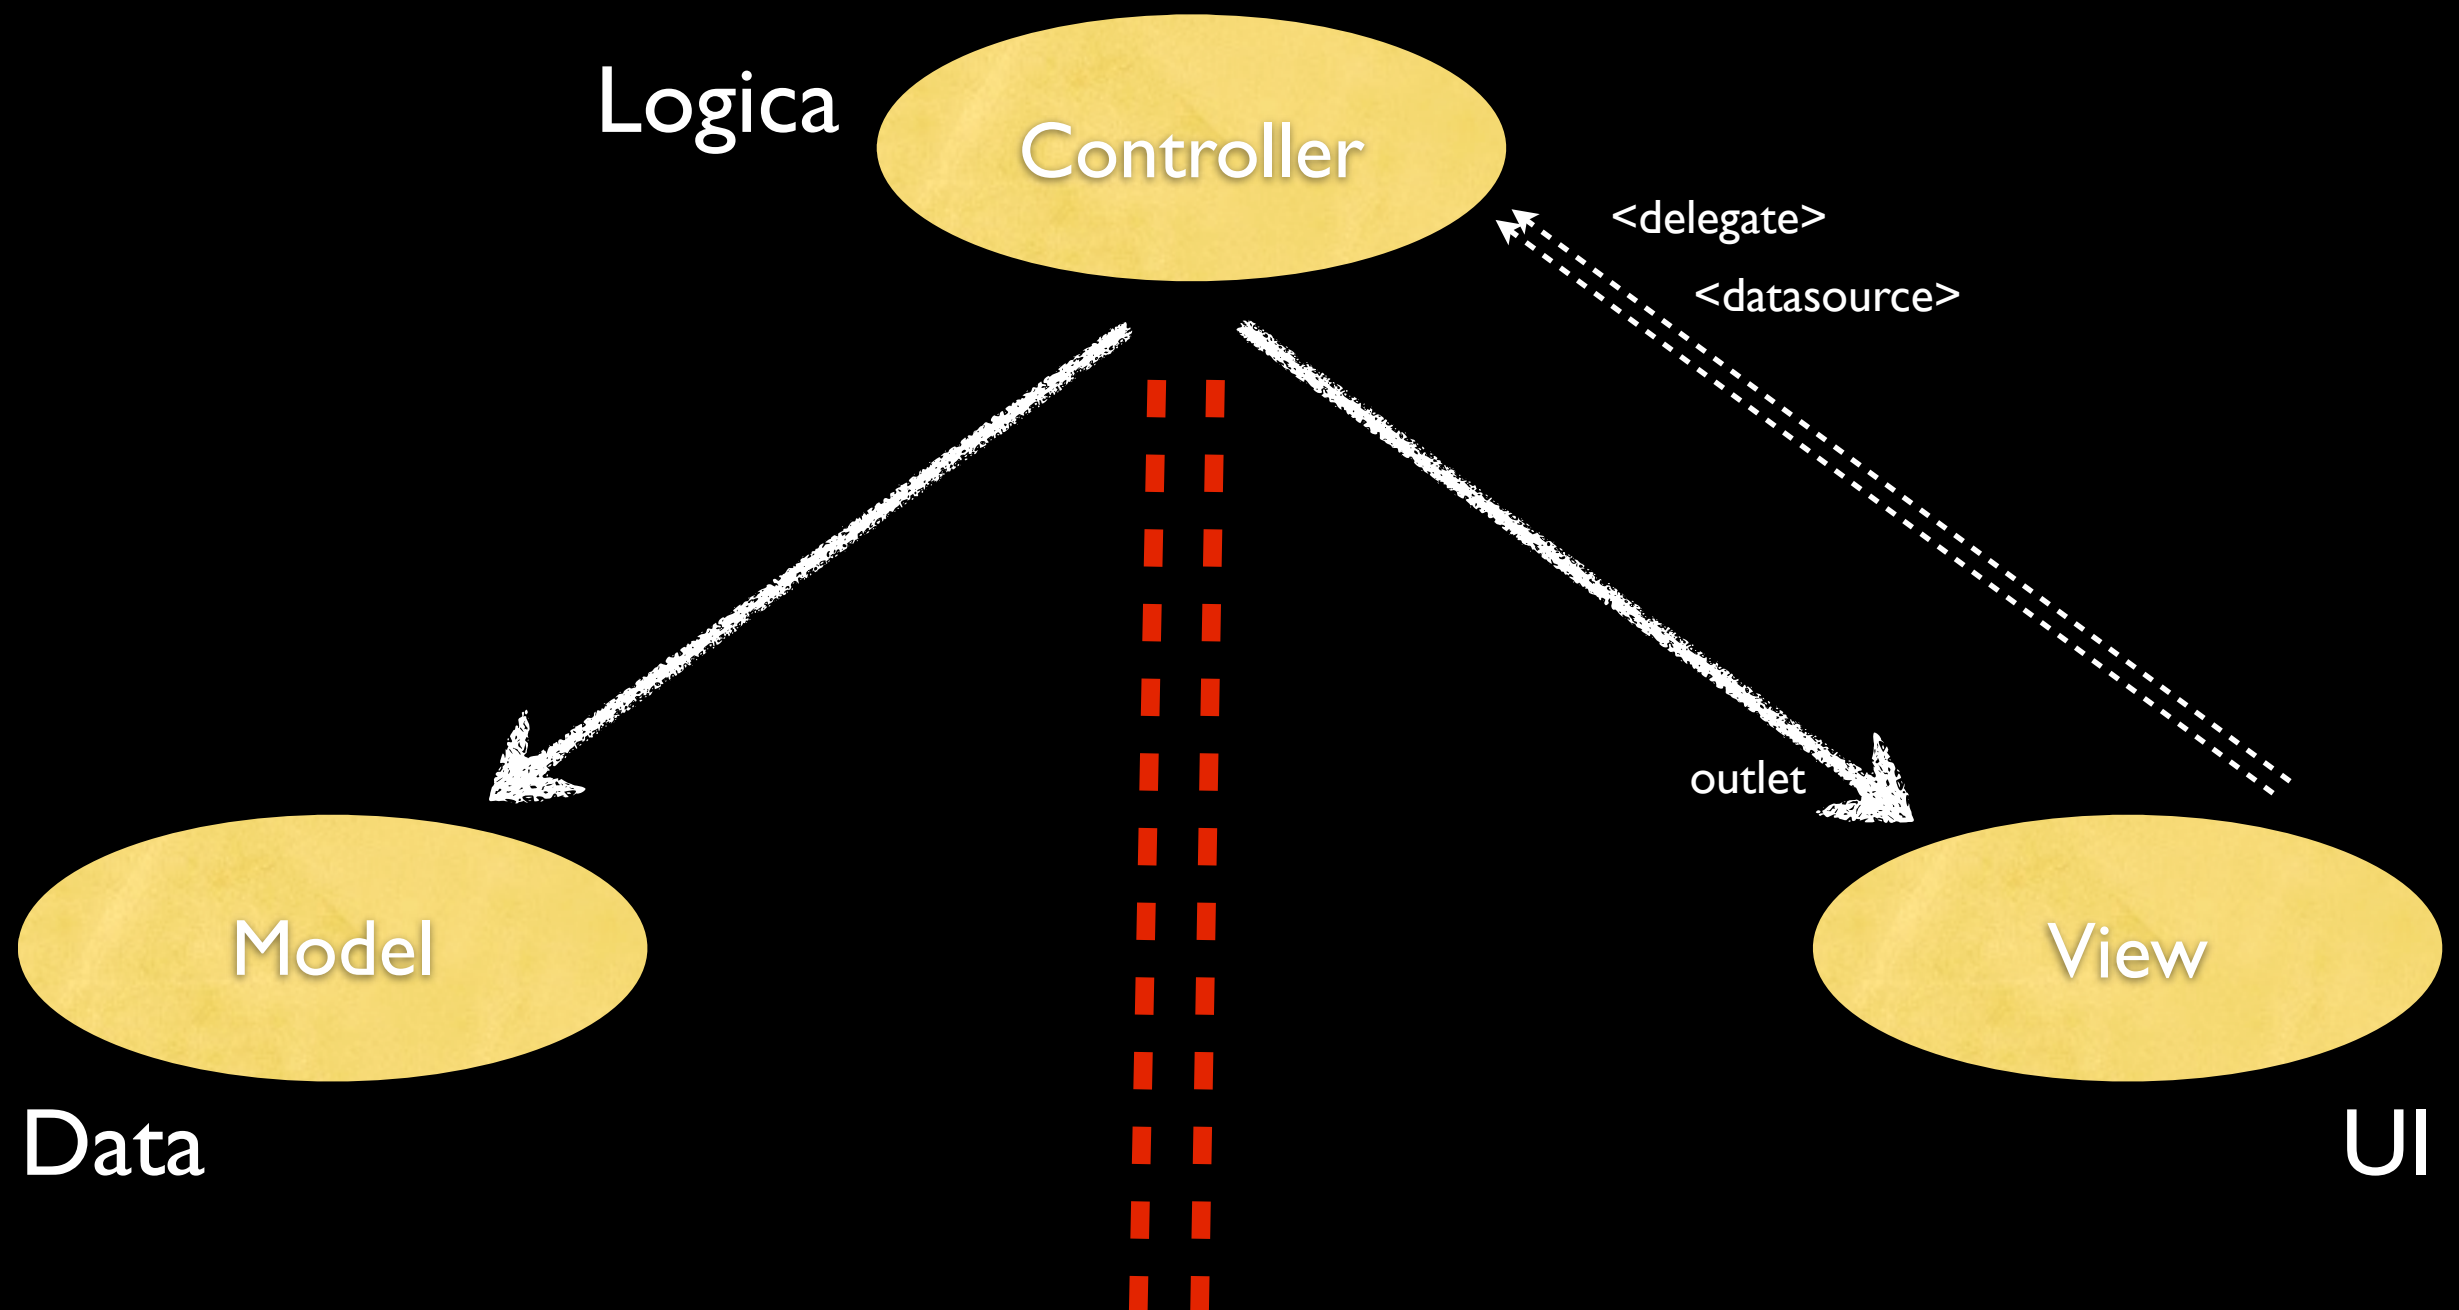 Logica
Controller
<delegate>
<datasource>
outlet
Model
View
Data
UI